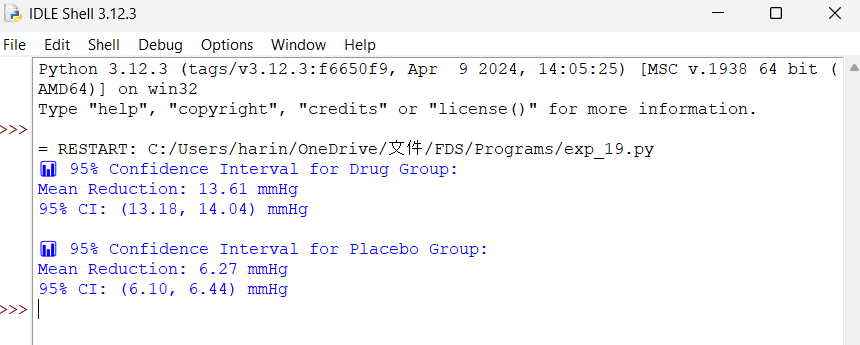 IDLE Shell 3.12.3
File Edit Shell Debug Options Window Help
Python 3.12.3 (tags/v3.12.3:f6650f9, Apr  9 2024, 14:05:25) [MSC v.1938 64 bit (
AMD64)] on win32
Type "help", "copyright", "credits" or "license()" for more information.
>>>
= RESTART: C:/Users/harin/OneDrive/文件/FDS/Programs/exp_19.py
📊 95% Confidence Interval for Drug Group:
Mean Reduction: 13.61 mmHg
95% CI: (13.18, 14.04) mmHg
📊 95% Confidence Interval for Placebo Group:
Mean Reduction: 6.27 mmHg
95% CI: (6.10, 6.44) mmHg
>>>